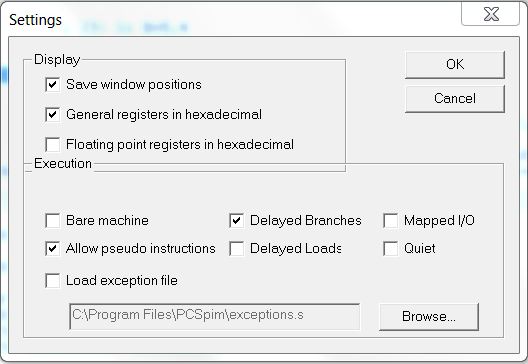 Settings
Display
OK
Save window positions
Cancel
General registers in hexadecimal
Floating point registers in hexadecimal
Execution
Bare machine
Delayed Branches
Mapped I/O
Allow pseudo instructions
Delayed Loads
Quiet
Load exception file
C:\Program Files\PCSpim\exceptions.s
Browse...